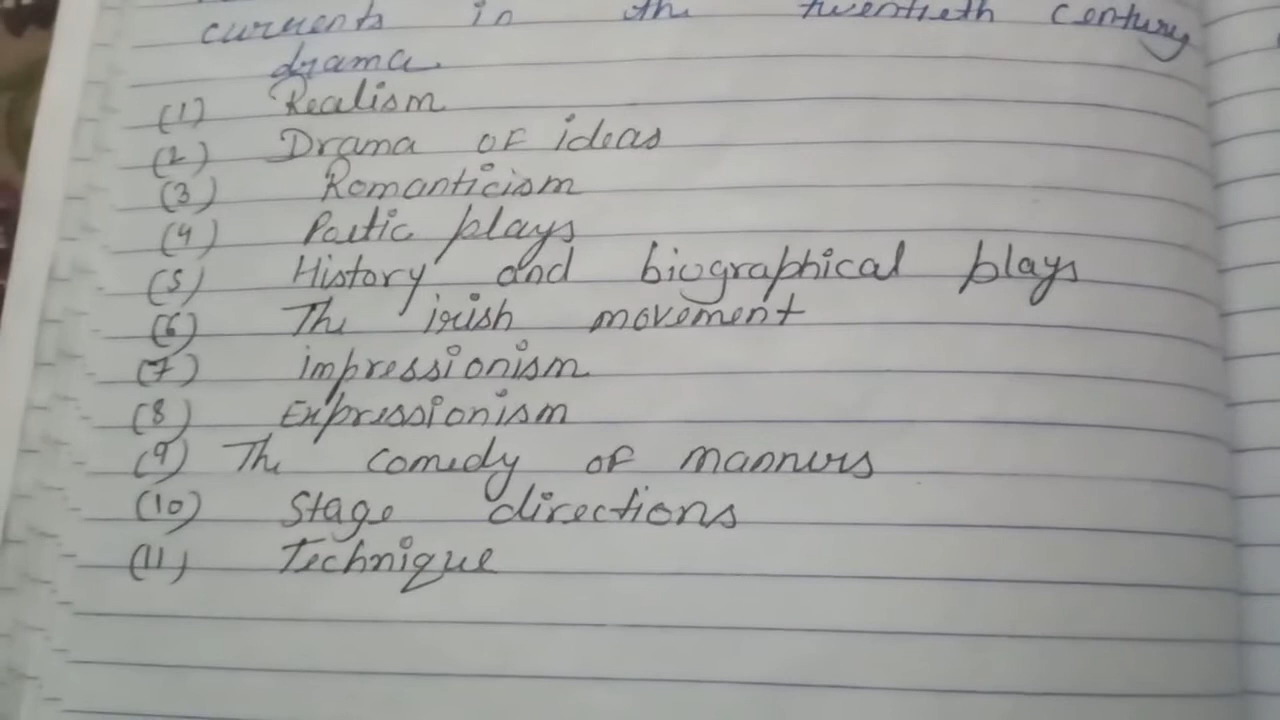 currents in the twentieth century
drama.
(1) Realism
(2) Drama OF ideas
(3) Romanticism
(4) Poetic plays
(5) History and biographical plays
(6) The irish movement
(7) impressionism
(8) Expressionism
(9) The comedy of manners
(10) Stage directions
(11) Technique